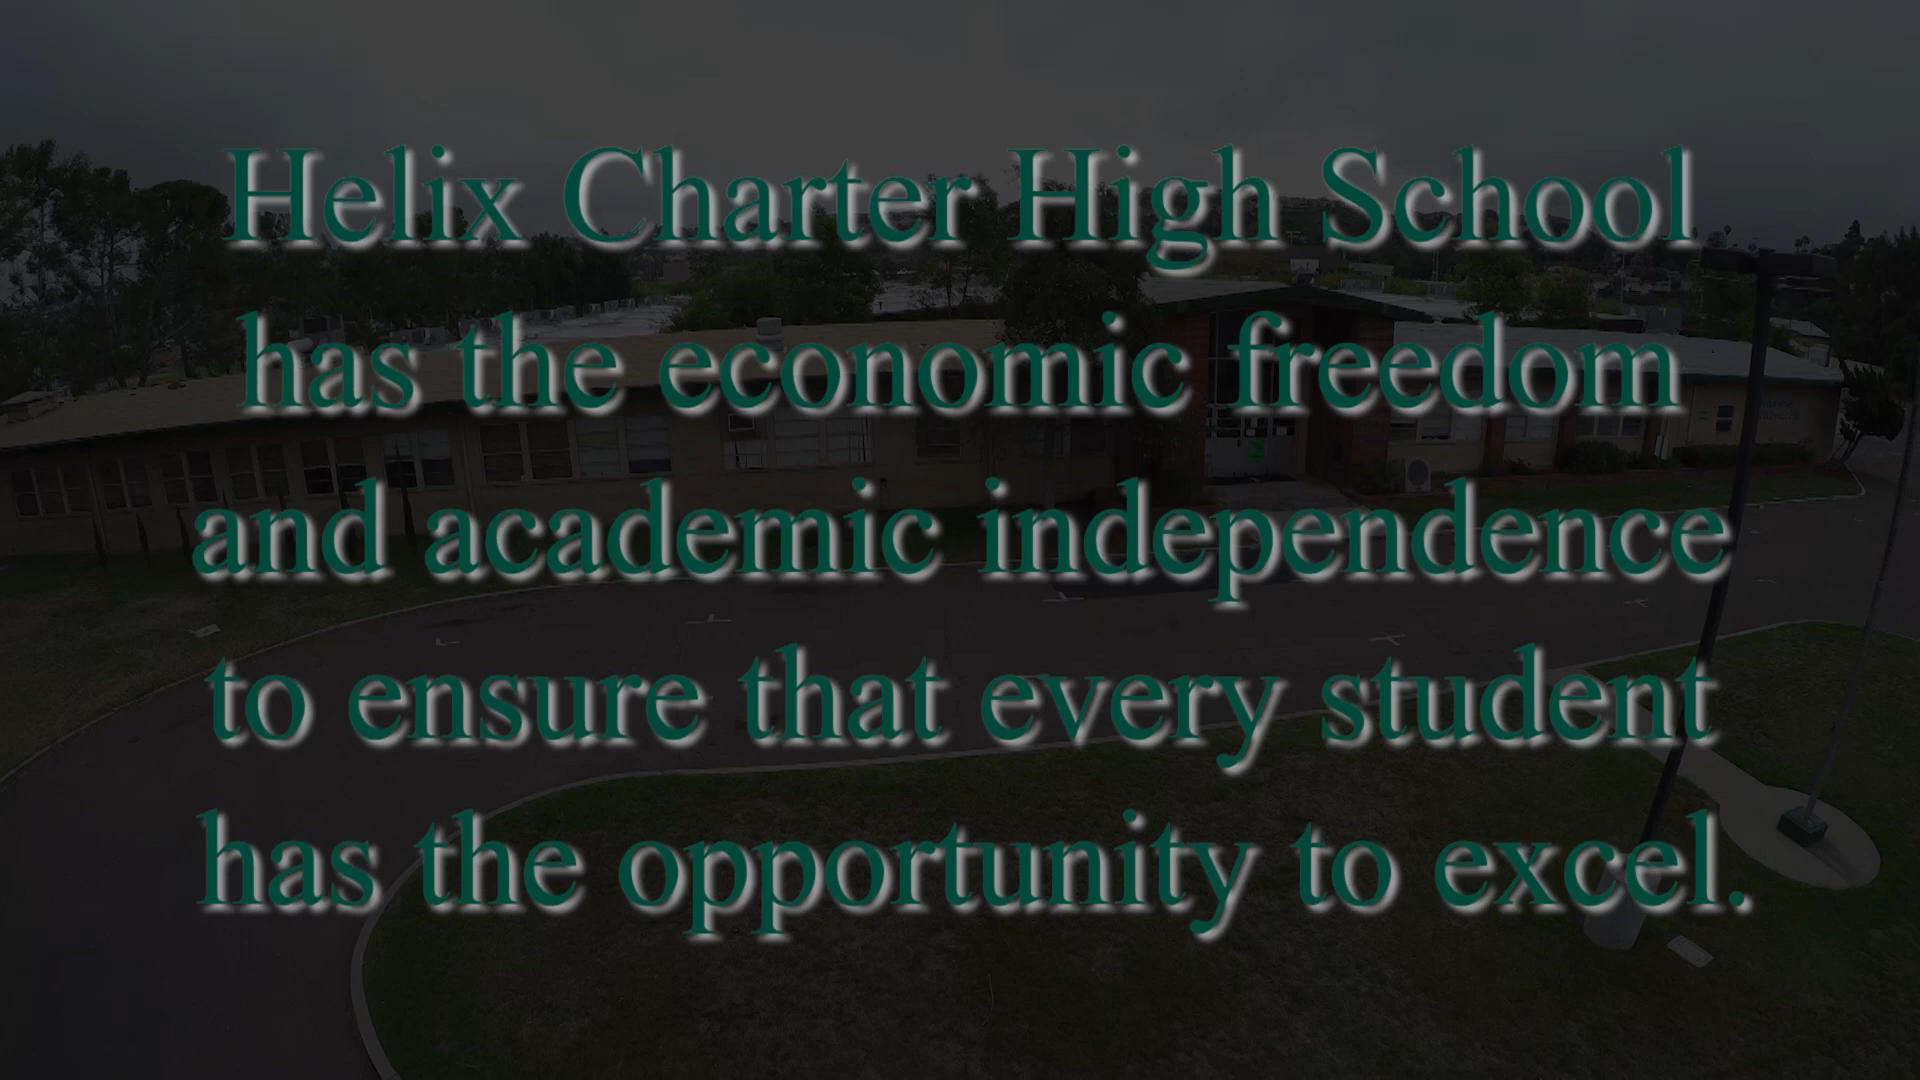 Helix Charter High School
has the economic freedom
and academic independence
to ensure that every student
has the opportunity to excel.